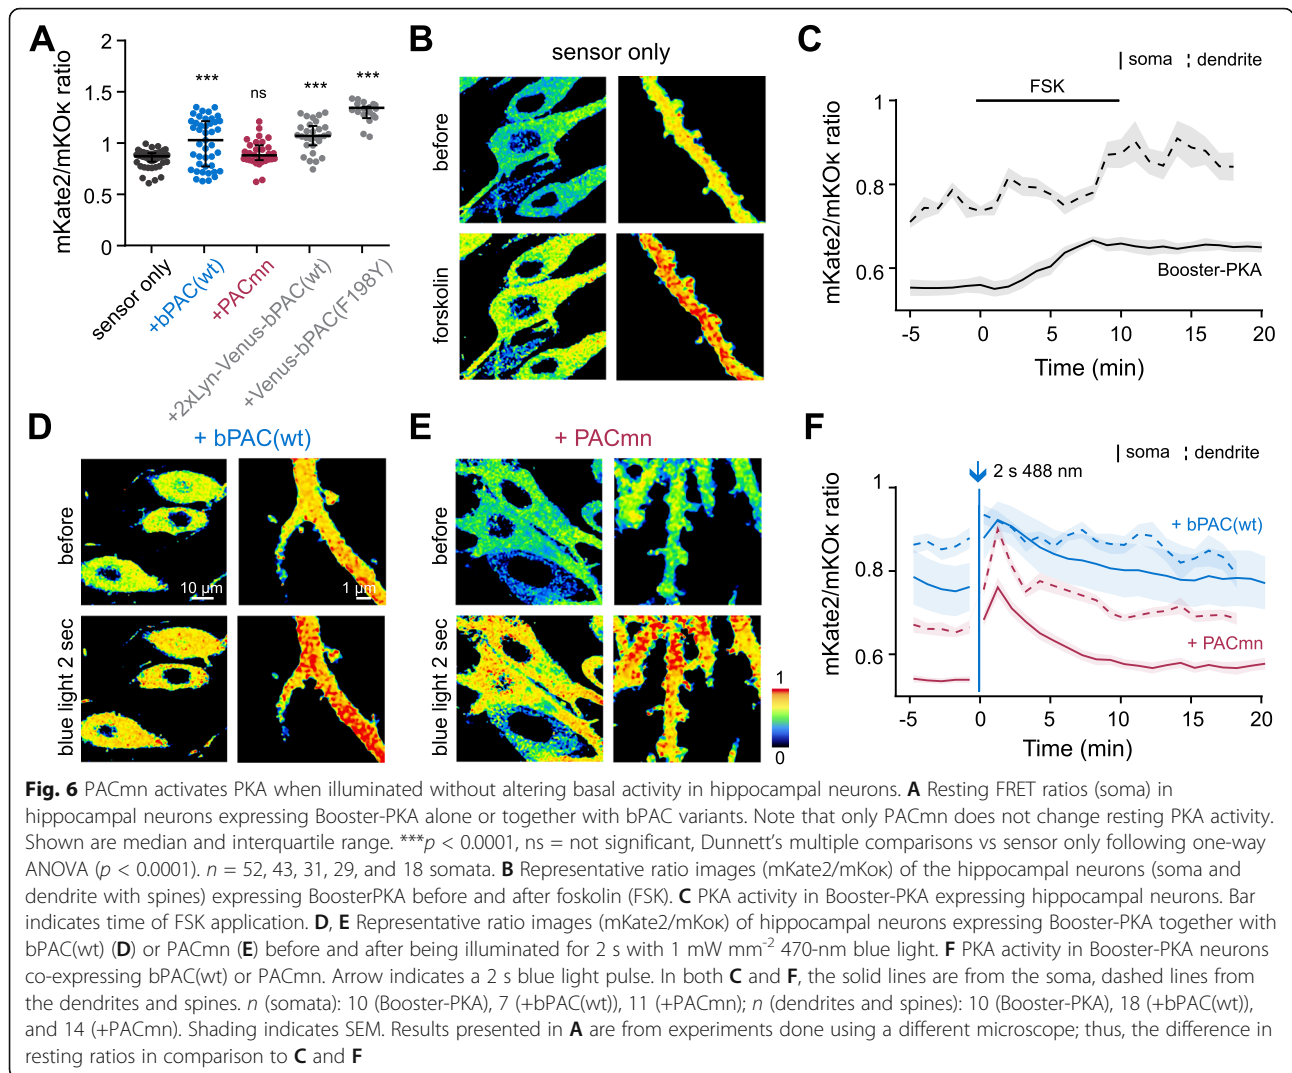 A
mKate2/mKOκ ratio
2
1.5
1
0.5
0
***
ns
***
***
sensor only
+bPAC(wt)
+PACmn
+2xLyn-Venus-bPAC(wt)
+Venus-bPAC(F198Y)
B
sensor only
before
forskolin
C
soma
dendrite
FSK
mKate2/mKOκ ratio
1
0.8
0.6
Booster-PKA
-5
0
5
10
15
20
Time (min)
D
+ bPAC(wt)
before
10 µm
1 µm
blue light 2 sec
E
+ PACmn
before
blue light 2 sec
1
0
F
soma
dendrite
2 s 488 nm
mKate2/mKOκ ratio
1
0.8
0.6
+ bPAC(wt)
+ PACmn
-5
0
5
10
15
20
Time (min)
Fig. 6 PACmn activates PKA when illuminated without altering basal activity in hippocampal neurons. A Resting FRET ratios (soma) in
hippocampal neurons expressing Booster-PKA alone or together with bPAC variants. Note that only PACmn does not change resting PKA activity.
Shown are median and interquartile range. ***p < 0.0001, ns = not significant, Dunnett's multiple comparisons vs sensor only following one-way
ANOVA (p < 0.0001). n = 52, 43, 31, 29, and 18 somata. B Representative ratio images (mKate2/mKoκ) of the hippocampal neurons (soma and
dendrite with spines) expressing BoosterPKA before and after foskolin (FSK). C PKA activity in Booster-PKA expressing hippocampal neurons. Bar
indicates time of FSK application. D, E Representative ratio images (mKate2/mKoκ) of hippocampal neurons expressing Booster-PKA together with
bPAC(wt) (D) or PACmn (E) before and after being illuminated for 2 s with 1 mW mm⁻² 470-nm blue light. F PKA activity in Booster-PKA neurons
co-expressing bPAC(wt) or PACmn. Arrow indicates a 2 s blue light pulse. In both C and F, the solid lines are from the soma, dashed lines from
the dendrites and spines. n (somata): 10 (Booster-PKA), 7 (+bPAC(wt)), 11 (+PACmn); n (dendrites and spines): 10 (Booster-PKA), 18 (+bPAC(wt)),
and 14 (+PACmn). Shading indicates SEM. Results presented in A are from experiments done using a different microscope; thus, the difference in
resting ratios in comparison to C and F